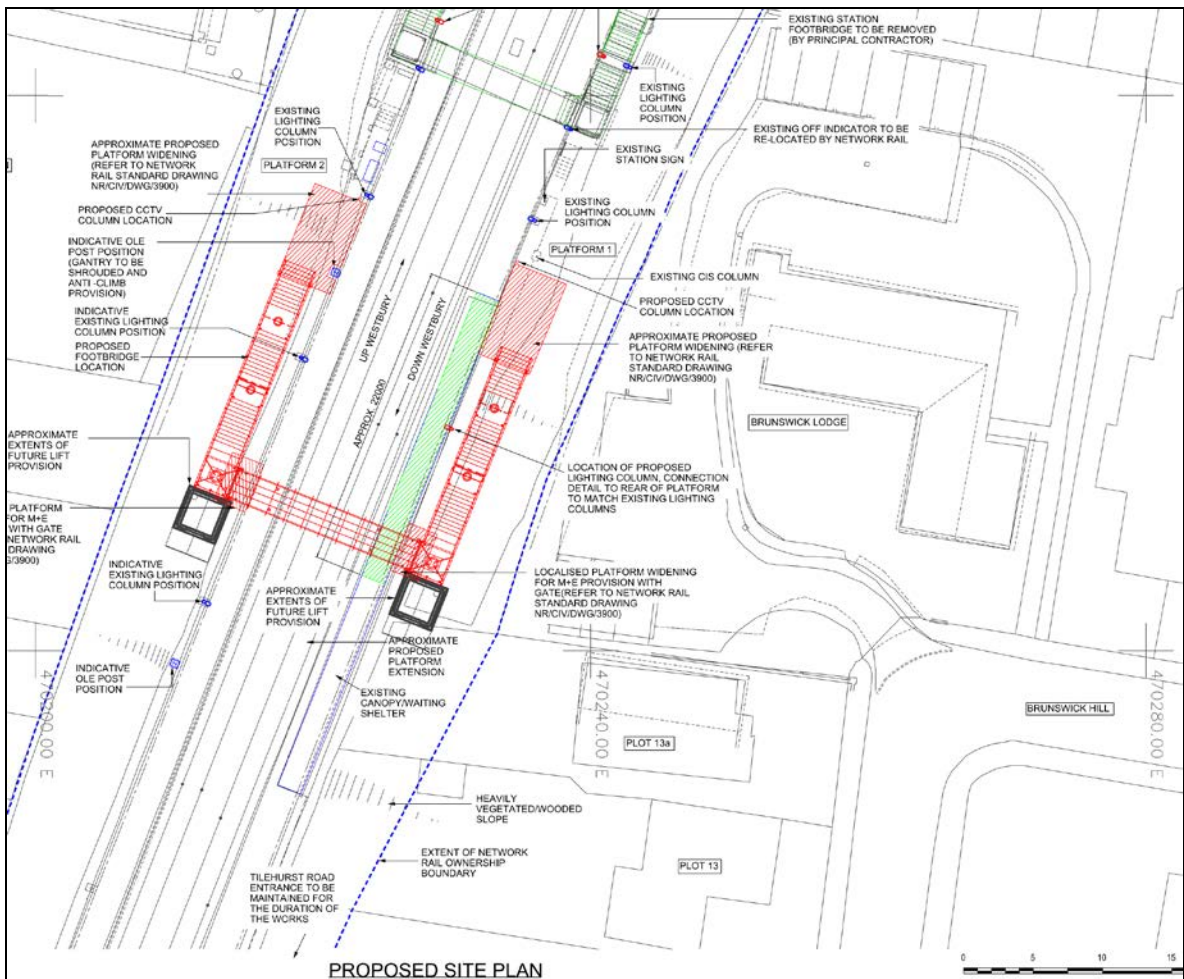 EXISTING STATION
FOOTBRIDGE TO BE REMOVED
(BY PRINCIPAL CONTRACTOR)
EXISTING
LIGHTING
COLUMN
POSITION
EXISTING
LIGHTING
COLUMN
POSITION
EXISTING OFF INDICATOR TO BE
RE-LOCATED BY NETWORK RAIL
APPROXIMATE PROPOSED
PLATFORM WIDENING
(REFER TO NETWORK
RAIL STANDARD DRAWING
NR/CIV/DWG/3900)
PLATFORM 2
EXISTING
STATION SIGN
PROPOSED CCTV
COLUMN LOCATION
EXISTING
LIGHTING COLUMN
POSITION
INDICATIVE OLE
POST POSITION
(GANTRY TO BE
SHROUDED AND
ANTI -CLIMB
PROVISION)
PLATFORM 1
EXISTING CIS COLUMN
PROPOSED CCTV
COLUMN LOCATION
INDICATIVE
EXISTING LIGHTING
COLUMN POSITION
PROPOSED
FOOTBRIDGE
LOCATION
UP WESTBURY
DOWN WESTBURY
APPROX. 22000
APPROXIMATE PROPOSED
PLATFORM WIDENING (REFER
TO NETWORK RAIL
STANDARD DRAWING
NR/CIV/DWG/3900)
BRUNSWICK LODGE
APPROXIMATE
EXTENTS OF
FUTURE LIFT
PROVISION
LOCATION OF PROPOSED
LIGHTING COLUMN, CONNECTION
DETAIL TO REAR OF PLATFORM
TO MATCH EXISTING LIGHTING
COLUMNS
PLATFORM
FOR M+E
WITH GATE
NETWORK RAIL
DRAWING
G/3900)
INDICATIVE
EXISTING LIGHTING
COLUMN POSITION
APPROXIMATE
EXTENTS OF
FUTURE LIFT
PROVISION
LOCALISED PLATFORM WIDENING
FOR M+E PROVISION WITH
GATE(REFER TO NETWORK RAIL
STANDARD DRAWING
NR/CIV/DWG/3900)
APPROXIMATE
PROPOSED
PLATFORM
EXTENSION
INDICATIVE
OLE POST
POSITION
EXISTING
CANOPY/WAITING
SHELTER
470200.00 E
470240.00 E
470280.00 E
BRUNSWICK HILL
PLOT 13a
HEAVILY
VEGETATED/WOODED
SLOPE
EXTENT OF NETWORK
RAIL OWNERSHIP
BOUNDARY
PLOT 13
TILEHURST ROAD
ENTRANCE TO BE
MAINTAINED FOR
THE DURATION OF
THE WORKS
PROPOSED SITE PLAN
0 5 10 15